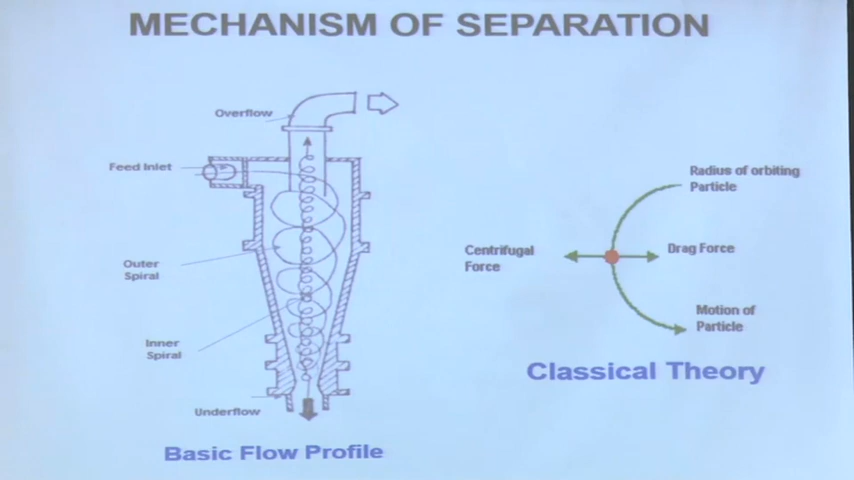 MECHANISM OF SEPARATION
Overflow
Feed Inlet
Outer
Spiral
Inner
Spiral
Underflow
Basic Flow Profile
Radius of orbiting
Particle
Centrifugal
Force
Drag Force
Motion of
Particle
Classical Theory